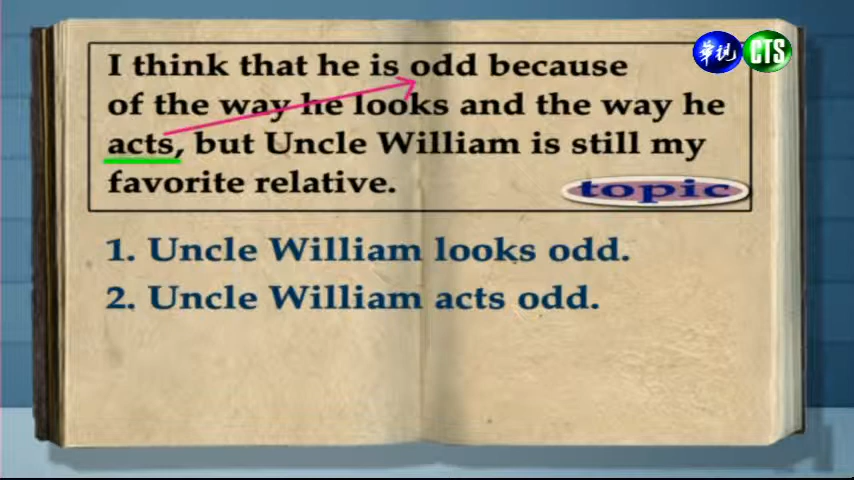 華視 CTS
I think that he is odd because
of the way he looks and the way he
acts, but Uncle William is still my
favorite relative.
topic
1. Uncle William looks odd.
2. Uncle William acts odd.